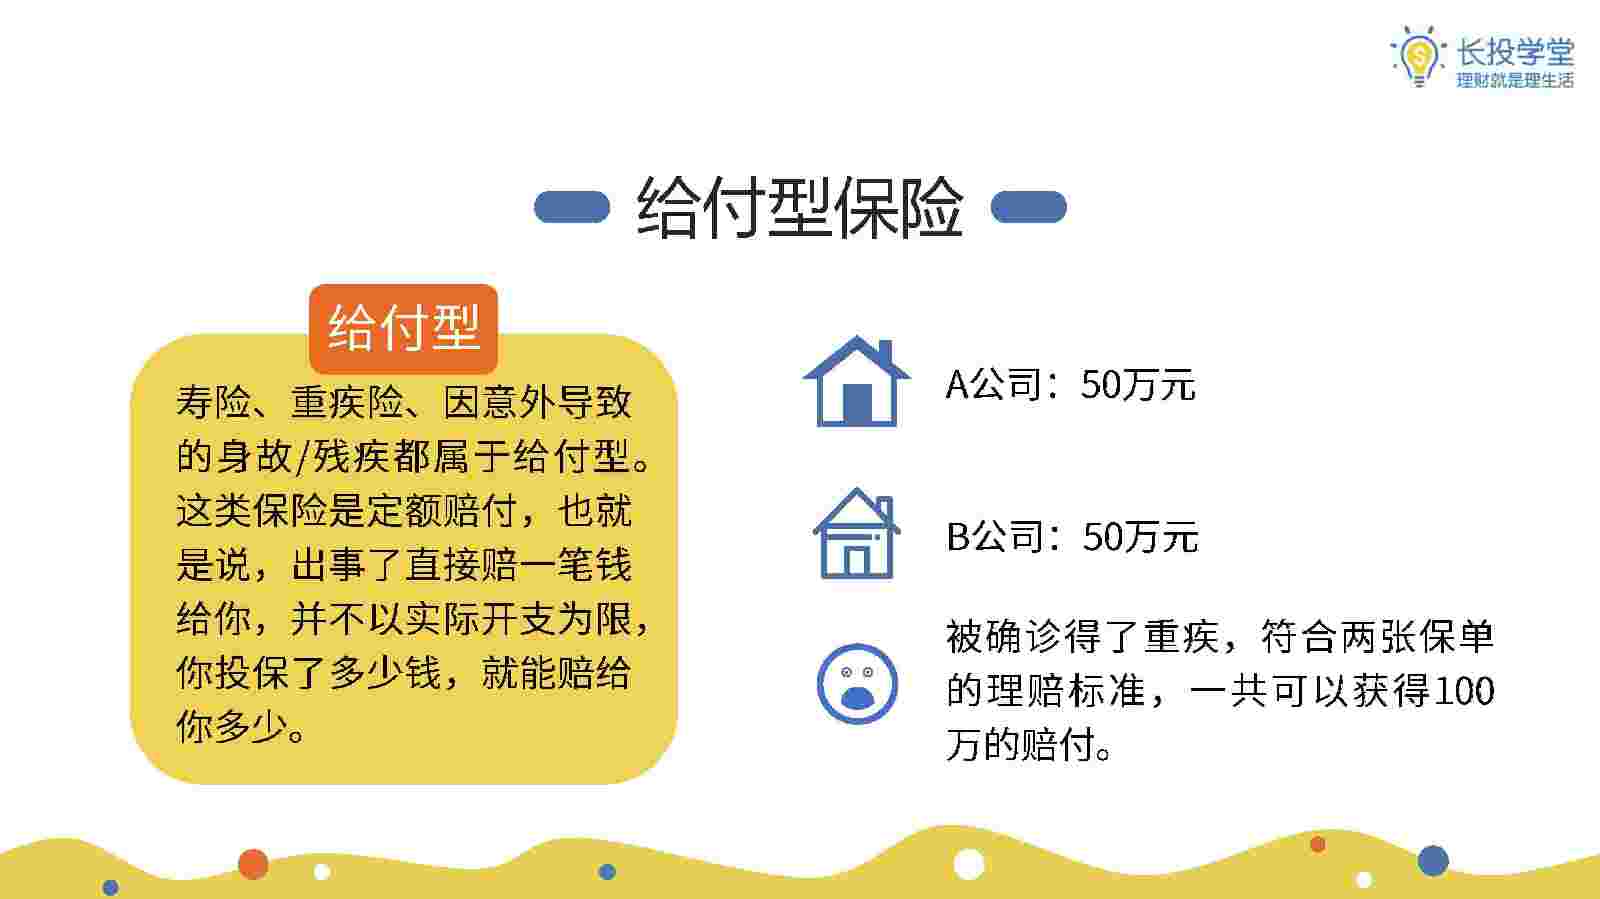 长投学堂
理财就是理生活
给付型保险
给付型
寿险、重疾险、因意外导致
的身故/残疾都属于给付型。
这类保险是定额赔付，也就
是说，出事了直接赔一笔钱
给你，并不以实际开支为限，
你投保了多少钱，就能赔给
你多少。
A公司：50万元
B公司：50万元
被确诊得了重疾，符合两张保单
的理赔标准，一共可以获得100
万的赔付。